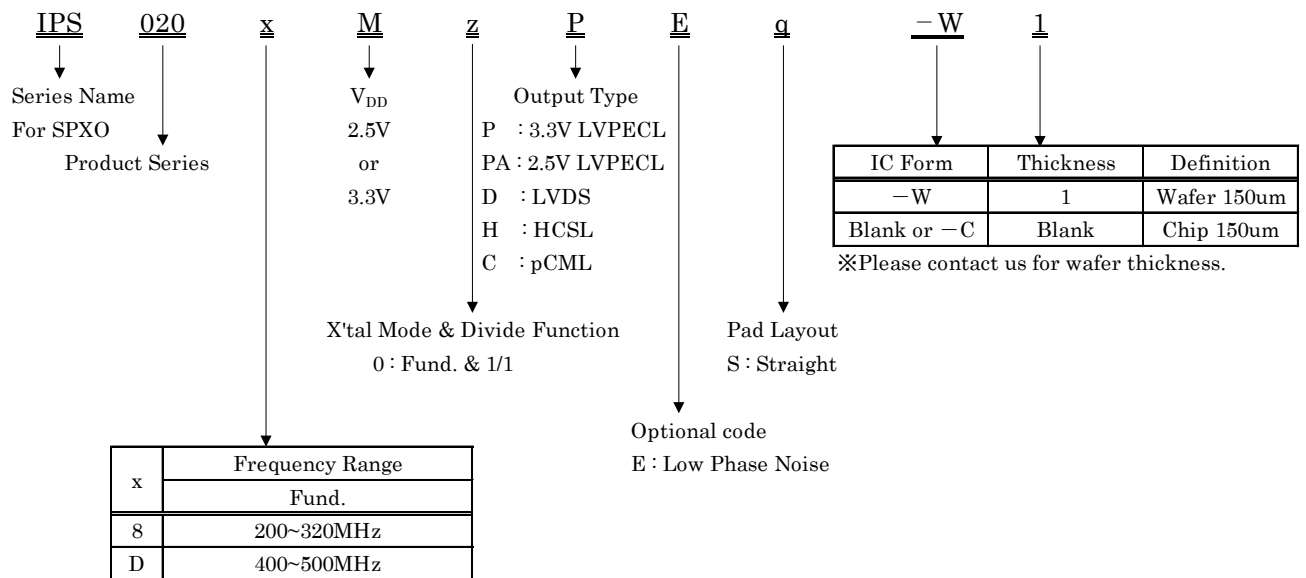 IPS 020 x M z P E q －W 1
Series Name
For SPXO
Product Series
VDD
2.5V
or
3.3V
Output Type
P : 3.3V LVPECL
PA : 2.5V LVPECL
D : LVDS
H : HCSL
C : pCML
IC Form Thickness Definition
－W 1 Wafer 150um
Blank or －C Blank Chip 150um
※Please contact us for wafer thickness.
X'tal Mode & Divide Function
0 : Fund. & 1/1
Pad Layout
S : Straight
Optional code
E : Low Phase Noise
x Frequency Range
Fund.
8 200~320MHz
D 400~500MHz